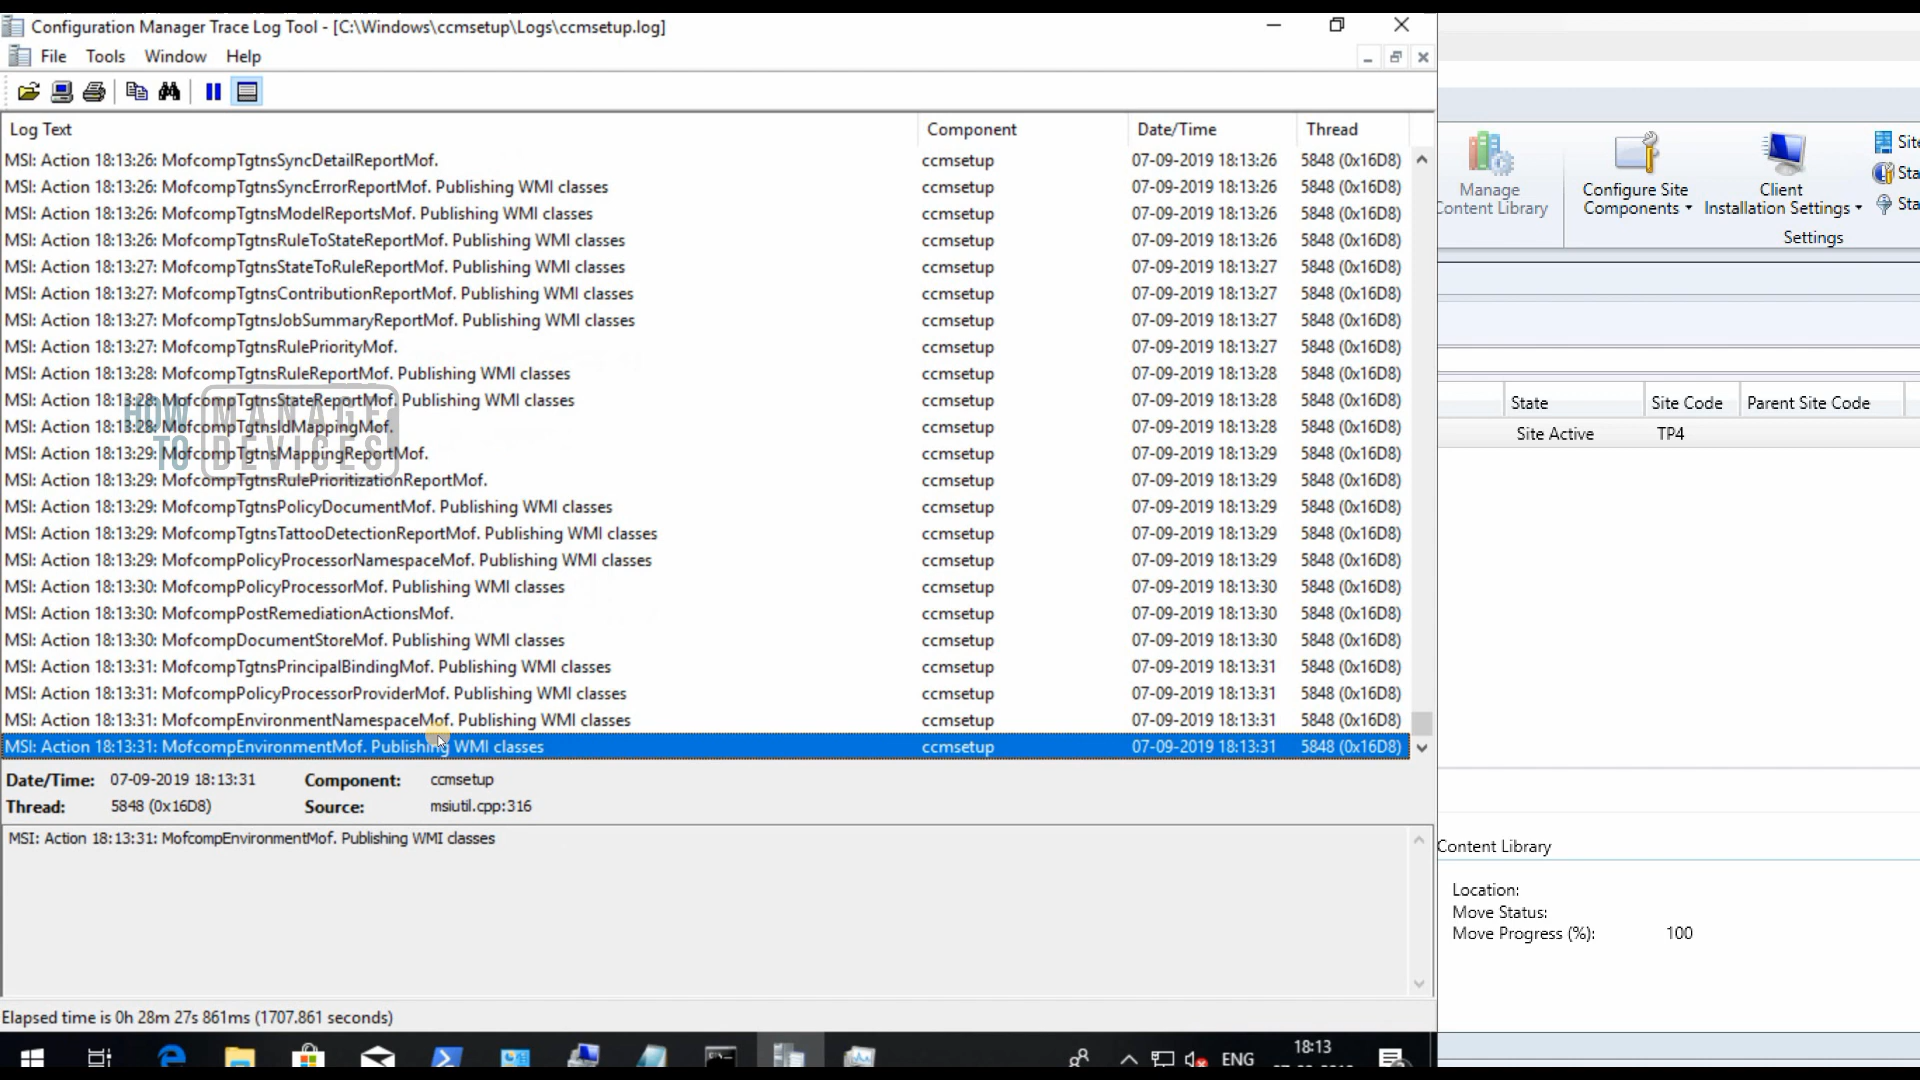 Configuration Manager Trace Log Tool - [C:\Windows\ccmsetup\Logs\ccmsetup.log]
File Tools Window Help
Log Text Component Date/Time Thread
MSI: Action 18:13:26: MofcompTgtnsSyncDetailReportMof. ccmsetup 07-09-2019 18:13:26 5848 (0x16D8)
MSI: Action 18:13:26: MofcompTgtnsSyncErrorReportMof. Publishing WMI classes ccmsetup 07-09-2019 18:13:26 5848 (0x16D8)
MSI: Action 18:13:26: MofcompTgtnsModelReportsMof. Publishing WMI classes ccmsetup 07-09-2019 18:13:26 5848 (0x16D8)
MSI: Action 18:13:26: MofcompTgtnsRuleToStateReportMof. Publishing WMI classes ccmsetup 07-09-2019 18:13:26 5848 (0x16D8)
MSI: Action 18:13:27: MofcompTgtnsStateToRuleReportMof. Publishing WMI classes ccmsetup 07-09-2019 18:13:27 5848 (0x16D8)
MSI: Action 18:13:27: MofcompTgtnsContributionReportMof. Publishing WMI classes ccmsetup 07-09-2019 18:13:27 5848 (0x16D8)
MSI: Action 18:13:27: MofcompTgtnsJobSummaryReportMof. Publishing WMI classes ccmsetup 07-09-2019 18:13:27 5848 (0x16D8)
MSI: Action 18:13:27: MofcompTgtnsRulePriorityMof. ccmsetup 07-09-2019 18:13:27 5848 (0x16D8)
MSI: Action 18:13:28: MofcompTgtnsRuleReportMof. Publishing WMI classes ccmsetup 07-09-2019 18:13:28 5848 (0x16D8)
MSI: Action 18:13:28: MofcompTgtnsStateReportMof. Publishing WMI classes ccmsetup 07-09-2019 18:13:28 5848 (0x16D8)
MSI: Action 18:13:28: MofcompTgtnsIdMappingMof. ccmsetup 07-09-2019 18:13:28 5848 (0x16D8)
MSI: Action 18:13:29: MofcompTgtnsMappingReportMof. ccmsetup 07-09-2019 18:13:29 5848 (0x16D8)
MSI: Action 18:13:29: MofcompTgtnsRulePrioritizationReportMof. ccmsetup 07-09-2019 18:13:29 5848 (0x16D8)
MSI: Action 18:13:29: MofcompTgtnsPolicyDocumentMof. Publishing WMI classes ccmsetup 07-09-2019 18:13:29 5848 (0x16D8)
MSI: Action 18:13:29: MofcompTgtnsTattooDetectionReportMof. Publishing WMI classes ccmsetup 07-09-2019 18:13:29 5848 (0x16D8)
MSI: Action 18:13:29: MofcompPolicyProcessorNamespaceMof. Publishing WMI classes ccmsetup 07-09-2019 18:13:29 5848 (0x16D8)
MSI: Action 18:13:30: MofcompPolicyProcessorMof. Publishing WMI classes ccmsetup 07-09-2019 18:13:30 5848 (0x16D8)
MSI: Action 18:13:30: MofcompPostRemediationActionsMof. ccmsetup 07-09-2019 18:13:30 5848 (0x16D8)
MSI: Action 18:13:30: MofcompDocumentStoreMof. Publishing WMI classes ccmsetup 07-09-2019 18:13:30 5848 (0x16D8)
MSI: Action 18:13:31: MofcompTgtnsPrincipalBindingMof. Publishing WMI classes ccmsetup 07-09-2019 18:13:31 5848 (0x16D8)
MSI: Action 18:13:31: MofcompPolicyProcessorProviderMof. Publishing WMI classes ccmsetup 07-09-2019 18:13:31 5848 (0x16D8)
MSI: Action 18:13:31: MofcompEnvironmentNamespaceMof. Publishing WMI classes ccmsetup 07-09-2019 18:13:31 5848 (0x16D8)
MSI: Action 18:13:31: MofcompEnvironmentMof. Publishing WMI classes ccmsetup 07-09-2019 18:13:31 5848 (0x16D8)
HOW TO MANAGE DEVICES
Date/Time: 07-09-2019 18:13:31 Component: ccmsetup
Thread: 5848 (0x16D8) Source: msiutil.cpp:316
MSI: Action 18:13:31: MofcompEnvironmentMof. Publishing WMI classes
Elapsed time is 0h 28m 27s 861ms (1707.861 seconds)
ENG 18:13
Manage
Content Library
Configure Site
Components
Client
Installation Settings
Settings
State Site Code Parent Site Code
Site Active TP4
Content Library
Location:
Move Status:
Move Progress (%): 100